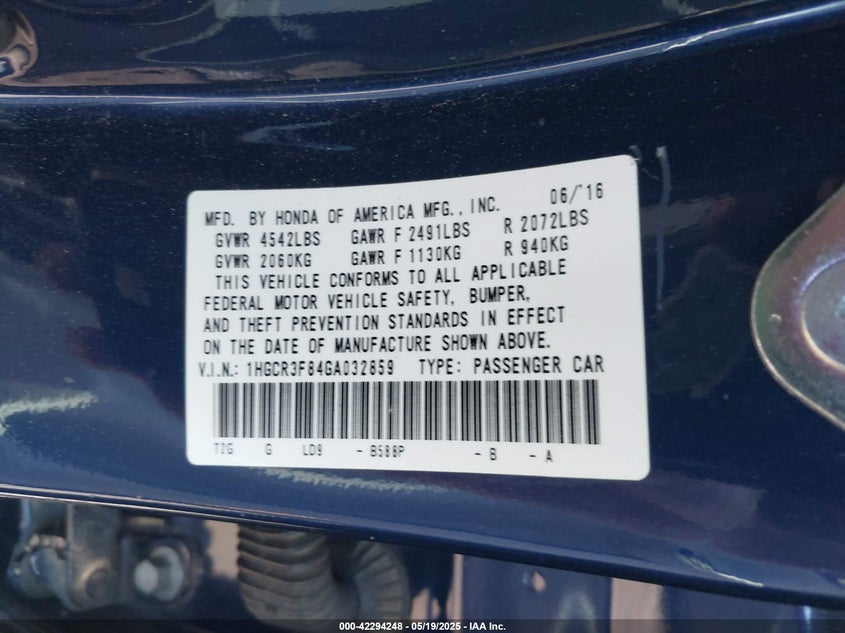 MFD. BY HONDA OF AMERICA MFG., INC. 06/'16
GVWR 4542LBS GAWR F 2491LBS R 2072LBS
GVWR 2060KG GAWR F 1130KG R 940KG
THIS VEHICLE CONFORMS TO ALL APPLICABLE
FEDERAL MOTOR VEHICLE SAFETY, BUMPER,
AND THEFT PREVENTION STANDARDS IN EFFECT
ON THE DATE OF MANUFACTURE SHOWN ABOVE.
V.I.N.: 1HGCR3F84GA032859 TYPE: PASSENGER CAR
T2G G LD9 - B588P - B - A
000-42294248 - 05/19/2025 - IAA Inc.